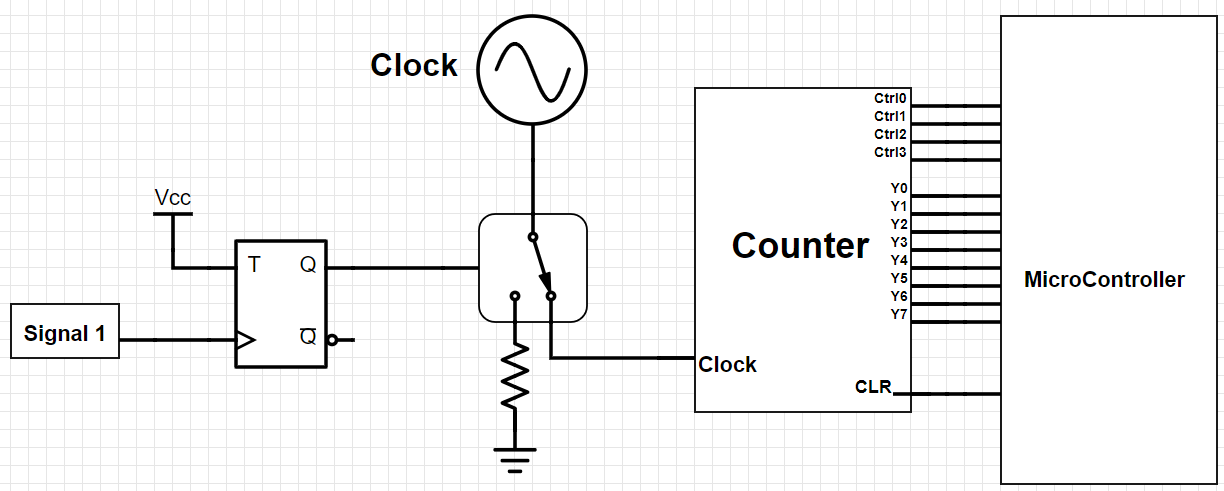 Clock
Ctrl0
Ctrl1
Ctrl2
Ctrl3
Vcc
Y0
Y1
Y2
Y3
Y4
Y5
Y6
Y7
Counter
T
Q
MicroController
Signal 1
Q̅
Clock
CLR